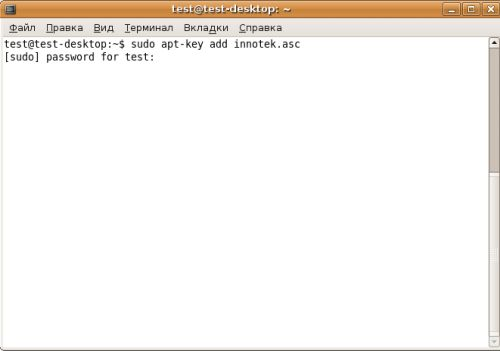 test@test-desktop: ~
Файл Правка Вид Терминал Вкладки Справка
test@test-desktop:~$ sudo apt-key add innotek.asc
[sudo] password for test: